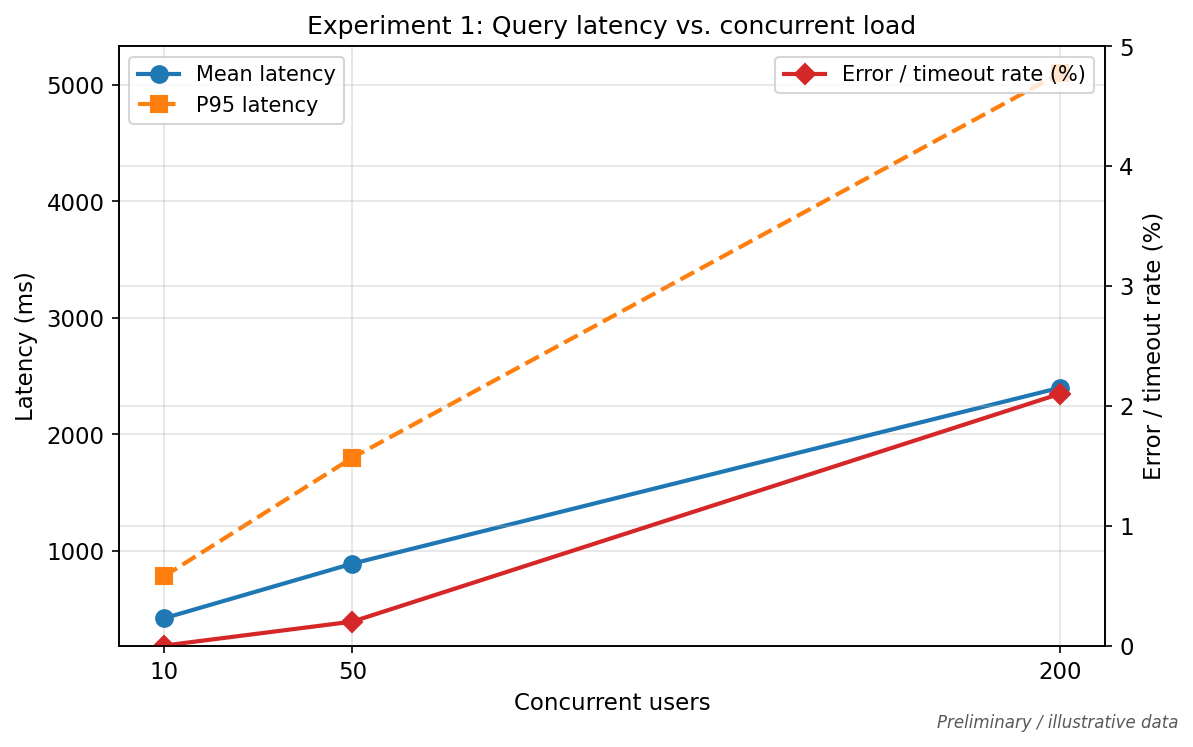 Experiment 1: Query latency vs. concurrent load
Mean latency
P95 latency
Error / timeout rate (%)
5000
4000
3000
2000
1000
Latency (ms)
5
4
3
2
1
0
Error / timeout rate (%)
10
50
200
Concurrent users
Preliminary / illustrative data